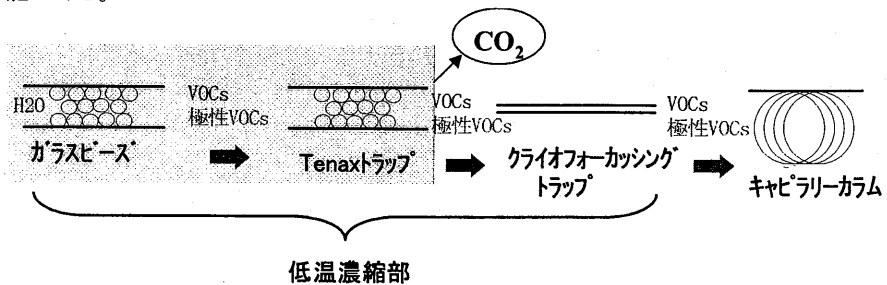 CO2
H2O
VOCs
極性VOCs
VOCs
極性VOCs
VOCs
極性VOCs
ガラスビーズ
Tenaxトラップ
クライオフォーカッシング
トラップ
キャピラリーカラム
低温濃縮部